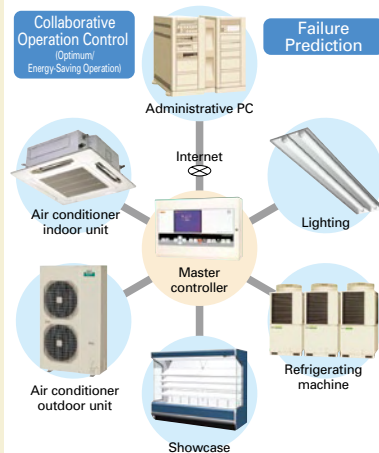 Collaborative
Operation Control
(Optimum/
Energy-Saving Operation)
Failure
Prediction
Administrative PC
Internet
Air conditioner
indoor unit
Lighting
Master
controller
Air conditioner
outdoor unit
Refrigerating
machine
Showcase